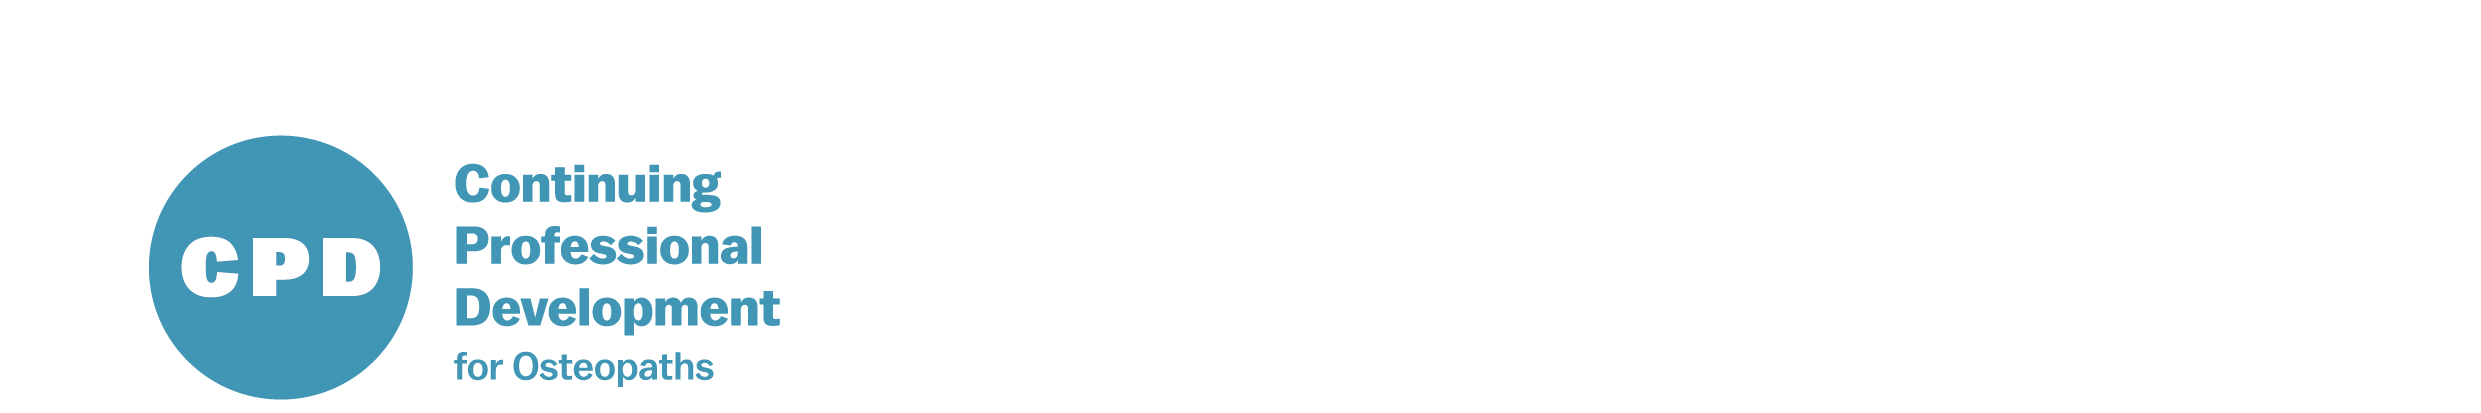 CPD
Continuing
Professional
Development
for Osteopaths